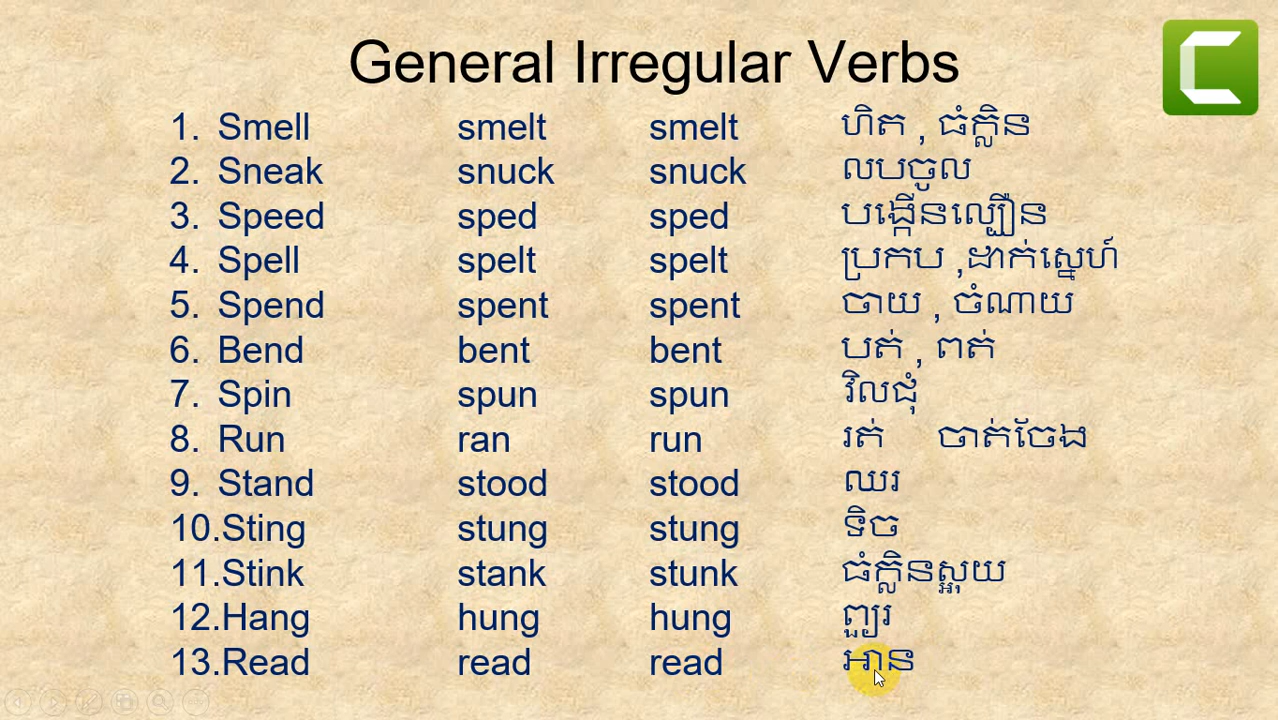 General Irregular Verbs
1. Smell smelt smelt ហិត , ធំក្លិន
2. Sneak snuck snuck លបចូល
3. Speed sped sped បង្កើនល្បឿន
4. Spell spelt spelt ប្រកប ,ដាក់ស្នេហ៍
5. Spend spent spent ចាយ , ចំណាយ
6. Bend bent bent បត់ , ពត់
7. Spin spun spun វិលជុំ
8. Run ran run រត់ ចាត់ចែង
9. Stand stood stood ឈរ
10.Sting stung stung ទិច
11.Stink stank stunk ធំក្លិនស្អុយ
12.Hang hung hung ព្យួរ
13.Read read read អាន